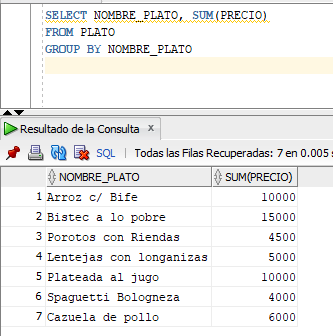 SELECT NOMBRE_PLATO, SUM(PRECIO)
FROM PLATO
GROUP BY NOMBRE_PLATO
Resultado de la Consulta x
SQL | Todas las Filas Recuperadas: 7 en 0.005 s
NOMBRE_PLATO SUM(PRECIO)
1 Arroz c/ Bife 10000
2 Bistec a lo pobre 15000
3 Porotos con Riendas 4500
4 Lentejas con longanizas 5000
5 Plateada al jugo 10000
6 Spaguetti Bologneza 4000
7 Cazuela de pollo 6000